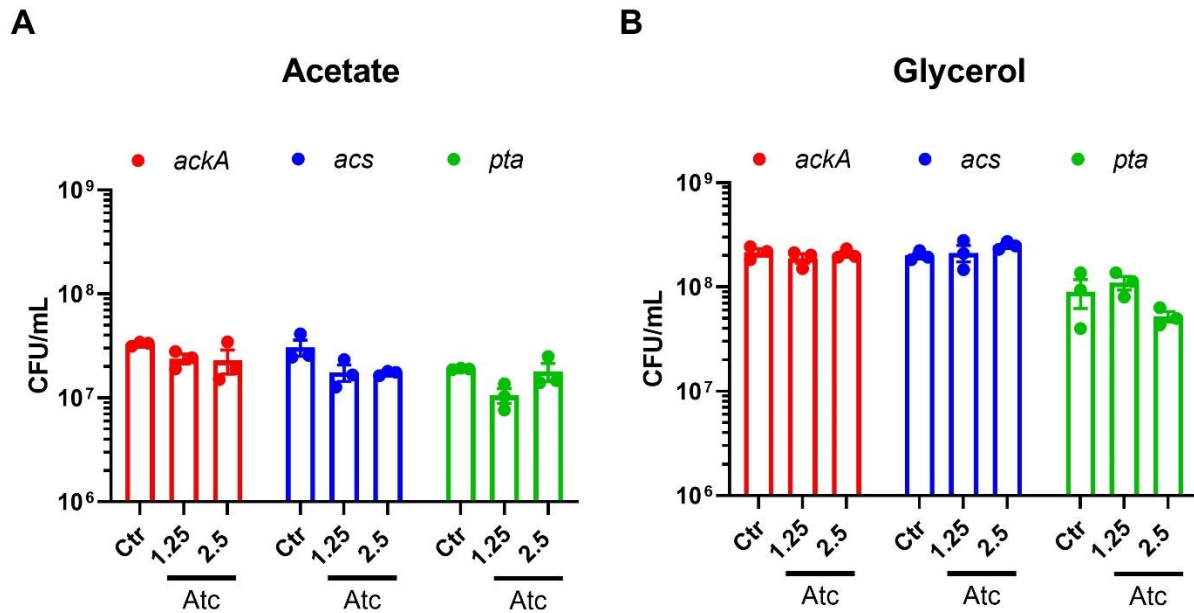 A
Acetate
ackA acs pta
CFU/mL
10⁹
10⁸
10⁷
10⁶
Ctr 1.25 2.5 Ctr 1.25 2.5 Ctr 1.25 2.5
Atc Atc Atc
B
Glycerol
ackA acs pta
CFU/mL
10⁹
10⁸
10⁷
10⁶
Ctr 1.25 2.5 Ctr 1.25 2.5 Ctr 1.25 2.5
Atc Atc Atc